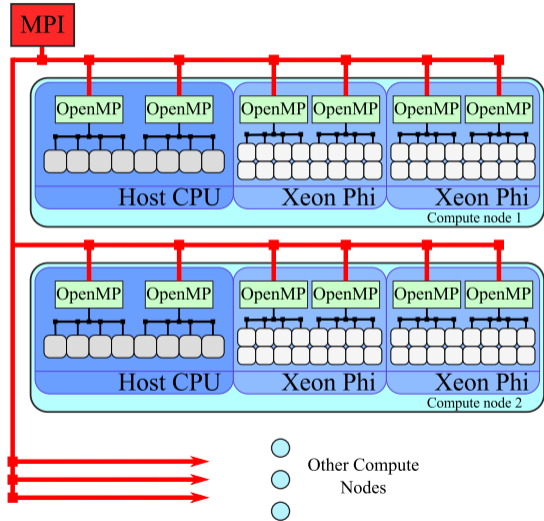 MPI
OpenMP OpenMP OpenMP OpenMP OpenMP OpenMP
Host CPU Xeon Phi Xeon Phi
Compute node 1
OpenMP OpenMP OpenMP OpenMP OpenMP OpenMP
Host CPU Xeon Phi Xeon Phi
Compute node 2
Other Compute
Nodes